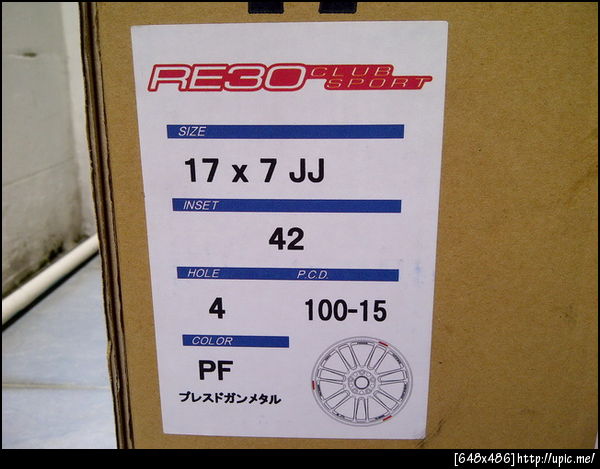 RE30 CLUB SPORT
SIZE
17 x 7 JJ
INSET
42
HOLE P.C.D.
4 100-15
COLOR
PF
プレスドガンメタル
[648x486]http://upic.me/